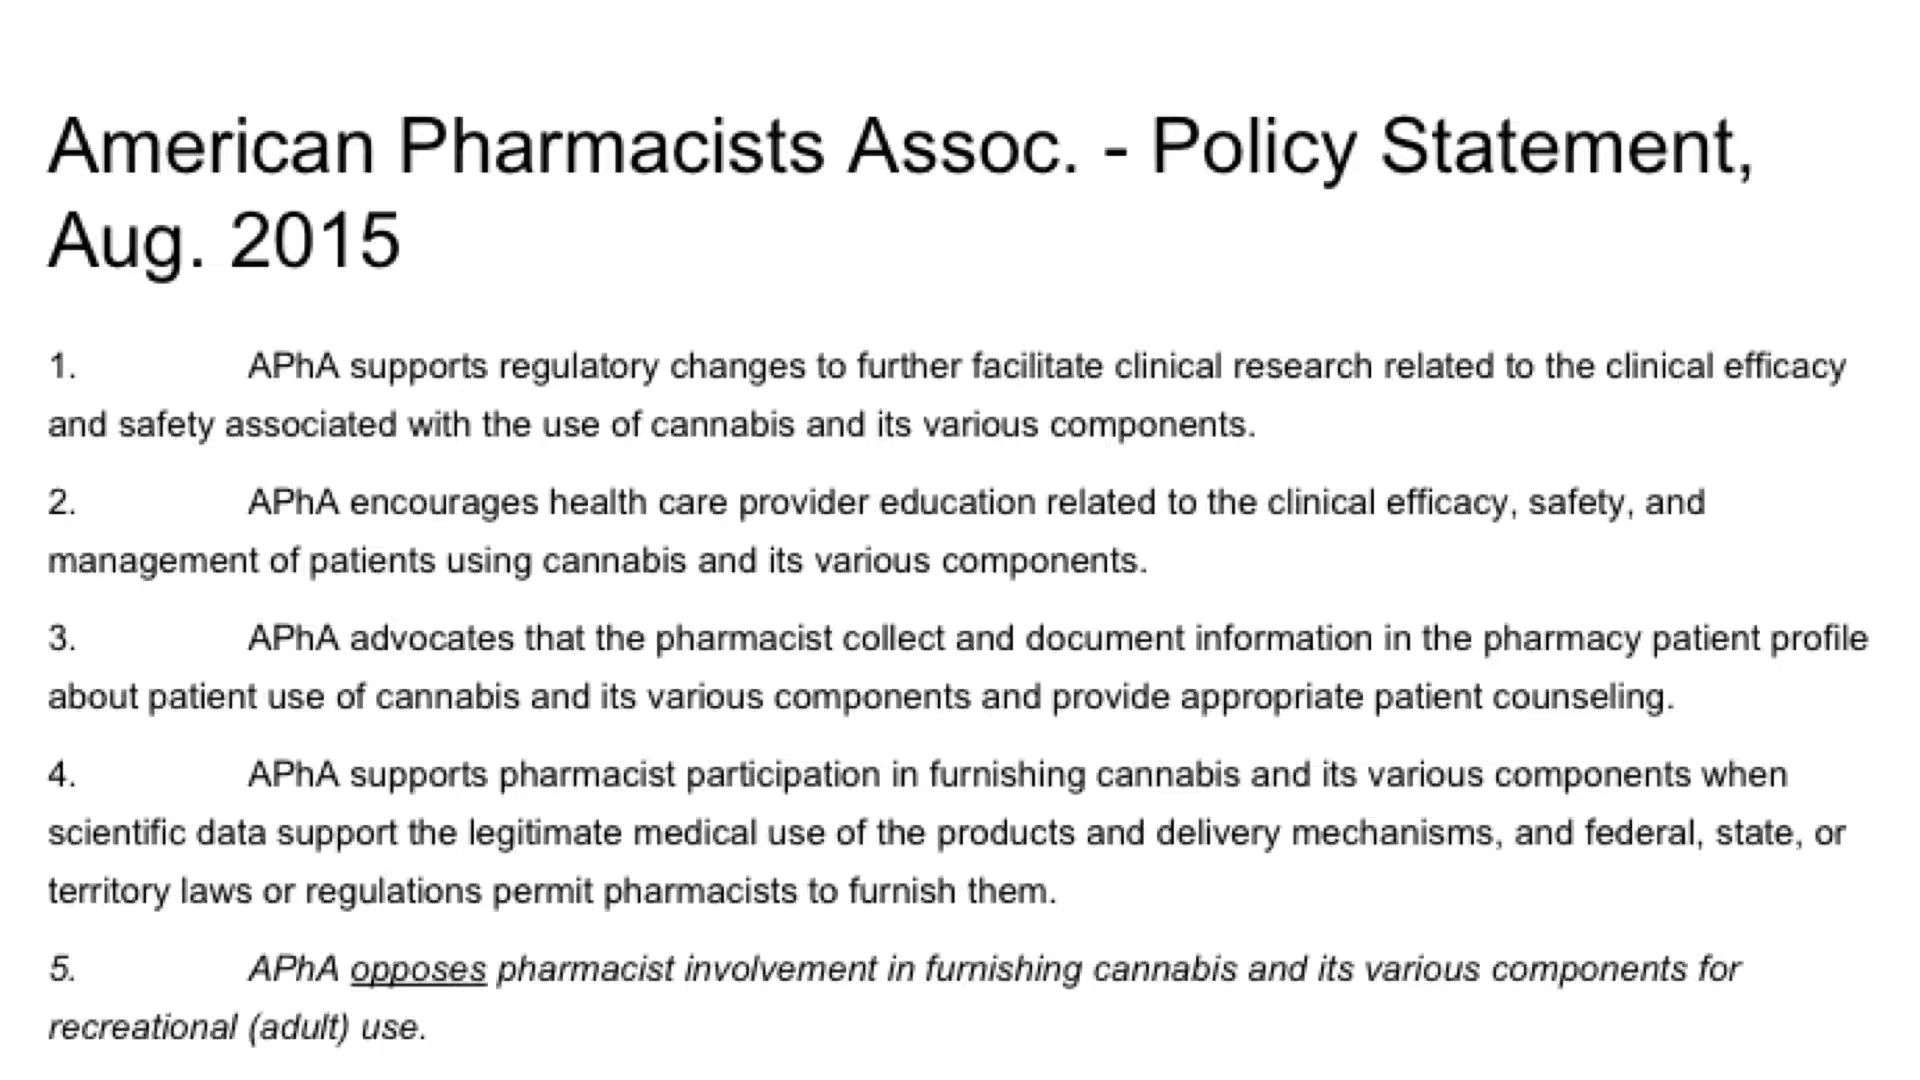 American Pharmacists Assoc. - Policy Statement,
Aug. 2015
1. APhA supports regulatory changes to further facilitate clinical research related to the clinical efficacy
and safety associated with the use of cannabis and its various components.
2. APhA encourages health care provider education related to the clinical efficacy, safety, and
management of patients using cannabis and its various components.
3. APhA advocates that the pharmacist collect and document information in the pharmacy patient profile
about patient use of cannabis and its various components and provide appropriate patient counseling.
4. APhA supports pharmacist participation in furnishing cannabis and its various components when
scientific data support the legitimate medical use of the products and delivery mechanisms, and federal, state, or
territory laws or regulations permit pharmacists to furnish them.
5. APhA opposes pharmacist involvement in furnishing cannabis and its various components for
recreational (adult) use.